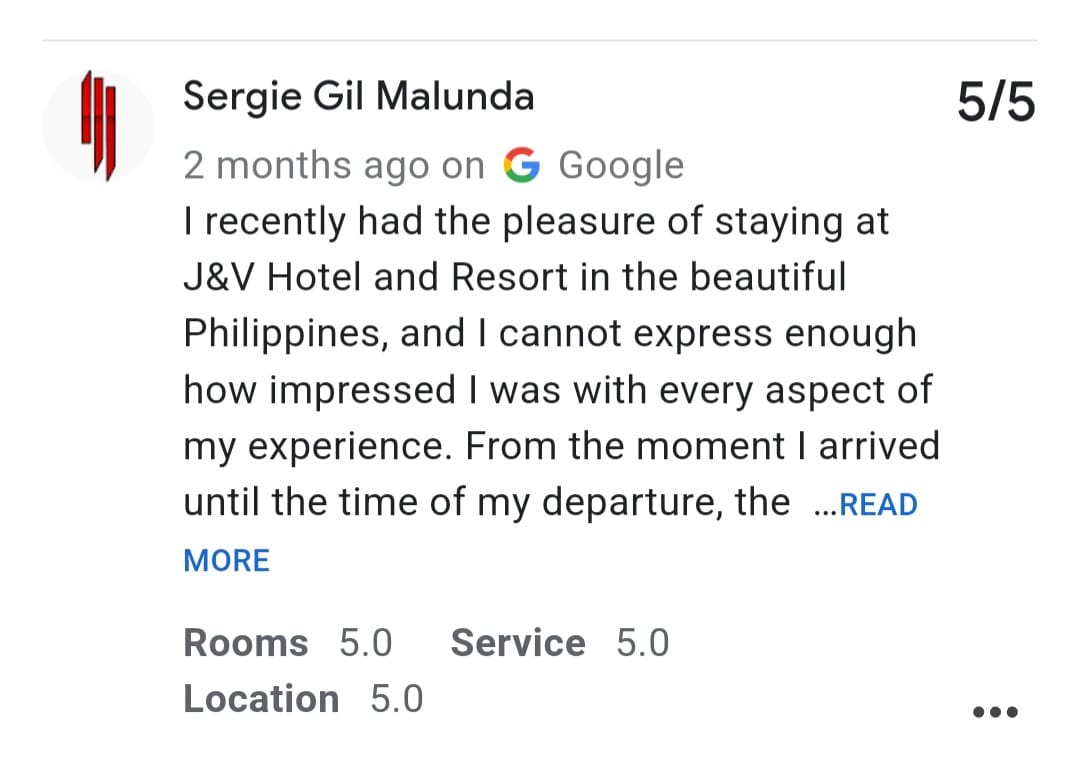 Sergie Gil Malunda
5/5
2 months ago on Google
I recently had the pleasure of staying at
J&V Hotel and Resort in the beautiful
Philippines, and I cannot express enough
how impressed I was with every aspect of
my experience. From the moment I arrived
until the time of my departure, the ...READ
MORE
Rooms 5.0 Service 5.0
Location 5.0